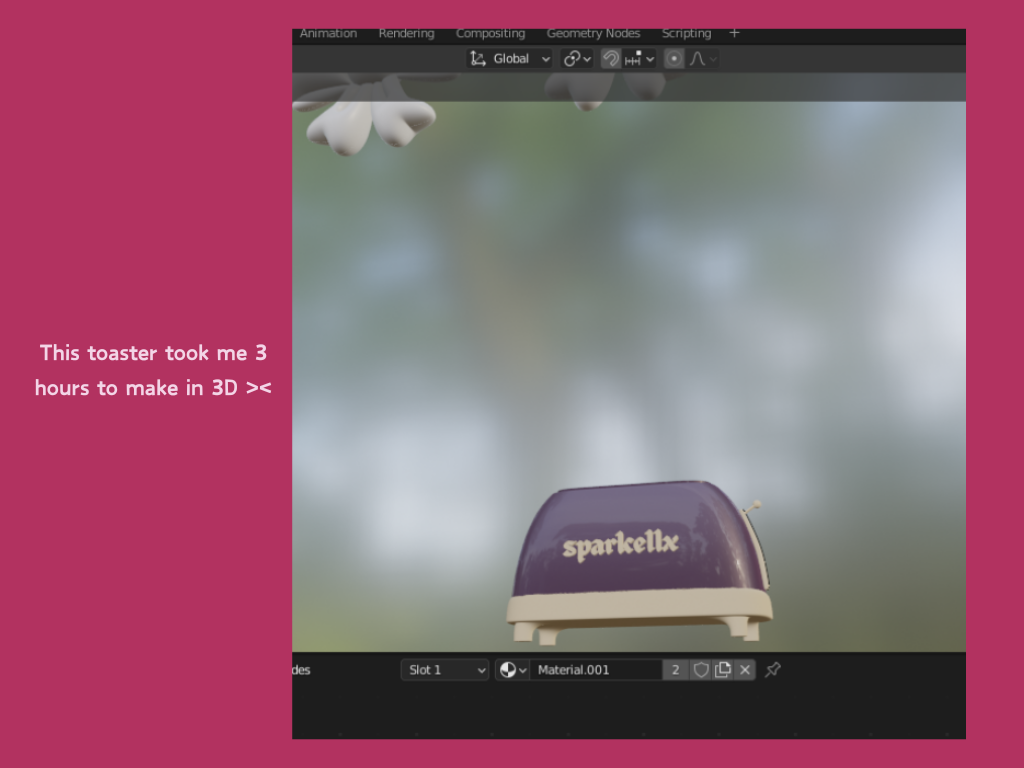 Animation Rendering Compositing Geometry Nodes Scripting +
Global
This toaster took me 3
hours to make in 3D ><
sparkellx
des Slot 1 Material.001 2